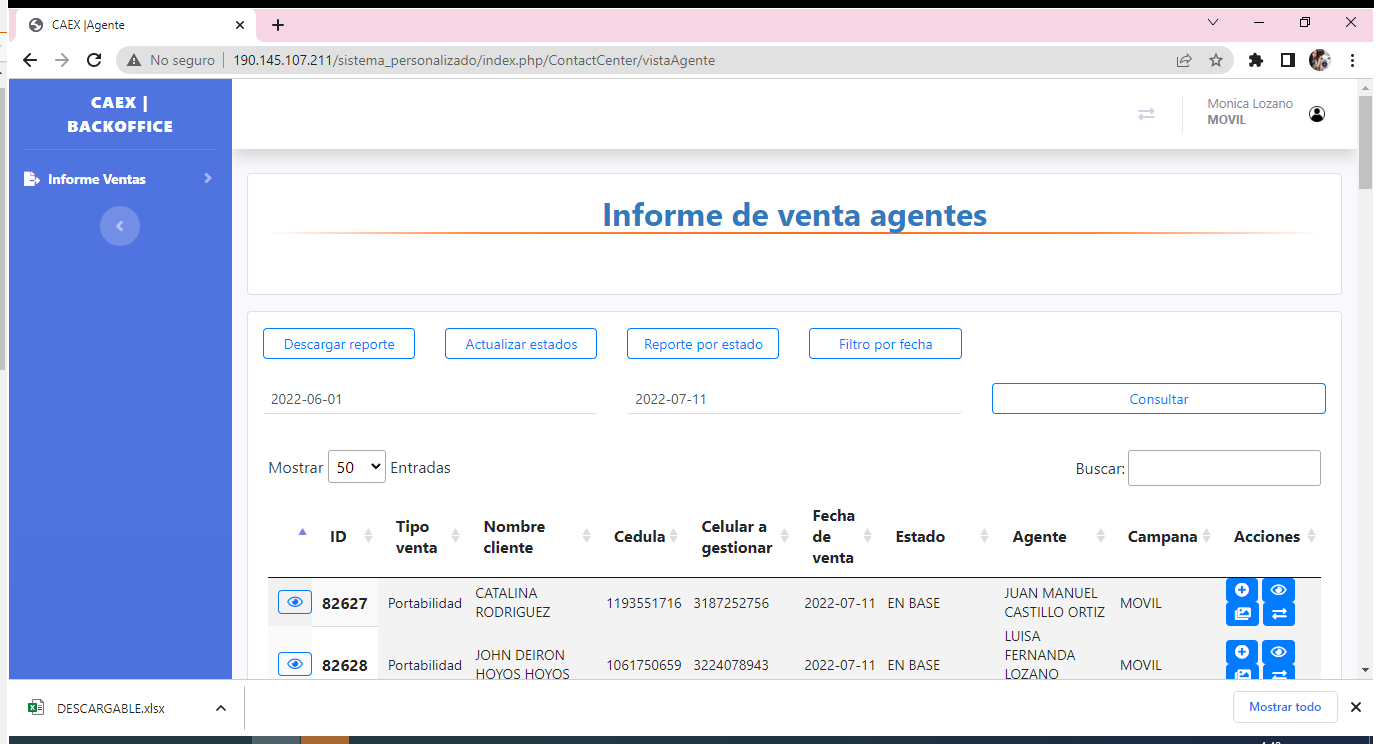 CAEX |Agente
No seguro
190.145.107.211/sistema_personalizado/index.php/ContactCenter/vistaAgente
CAEX |
BACKOFFICE
Informe Ventas
Monica Lozano
MOVIL
Informe de venta agentes
Descargar reporte
Actualizar estados
Reporte por estado
Filtro por fecha
2022-06-01
2022-07-11
Consultar
Mostrar 50 Entradas
Buscar:
ID
Tipo
venta
Nombre
cliente
Cedula
Celular a
gestionar
Fecha
de
venta
Estado
Agente
Campana
Acciones
82627
Portabilidad
CATALINA
RODRIGUEZ
1193551716
3187252756
2022-07-11
EN BASE
JUAN MANUEL
CASTILLO ORTIZ
MOVIL
82628
Portabilidad
JOHN DEIRON
HOYOS HOYOS
1061750659
3224078943
2022-07-11
EN BASE
LUISA
FERNANDA
LOZANO
MOVIL
DESCARGABLE.xlsx
Mostrar todo